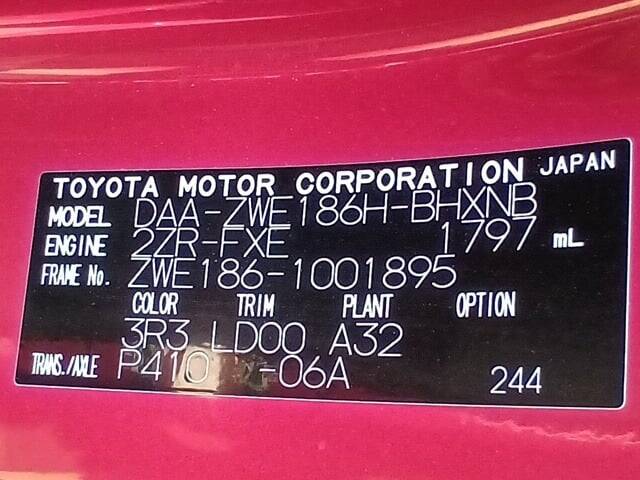 TOYOTA MOTOR CORPORATION JAPAN
MODEL DAA-ZWE186H-BHXNB
ENGINE 2ZR-FXE 1797 mL
FRAME No. ZWE186-1001895
COLOR TRIM PLANT OPTION
3R3 LD00 A32
TRANS./AXLE P410 -06A 244